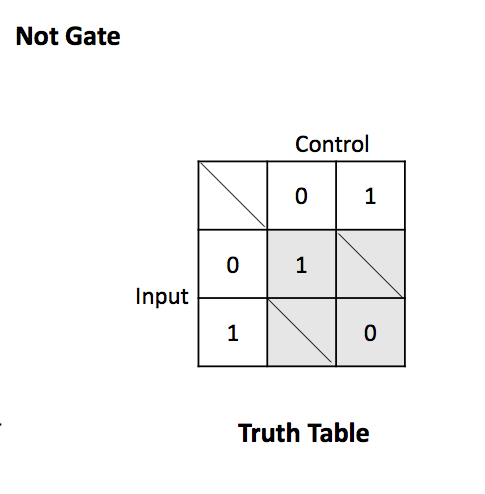 Not Gate
Control
0 1
0 1
Input
1 0
Truth Table